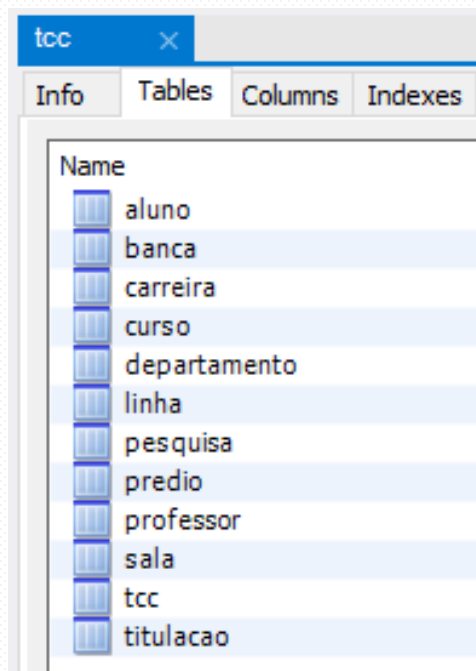 tcc
Info Tables Columns Indexes
Name
aluno
banca
carreira
curso
departamento
linha
pesquisa
predio
professor
sala
tcc
titulacao